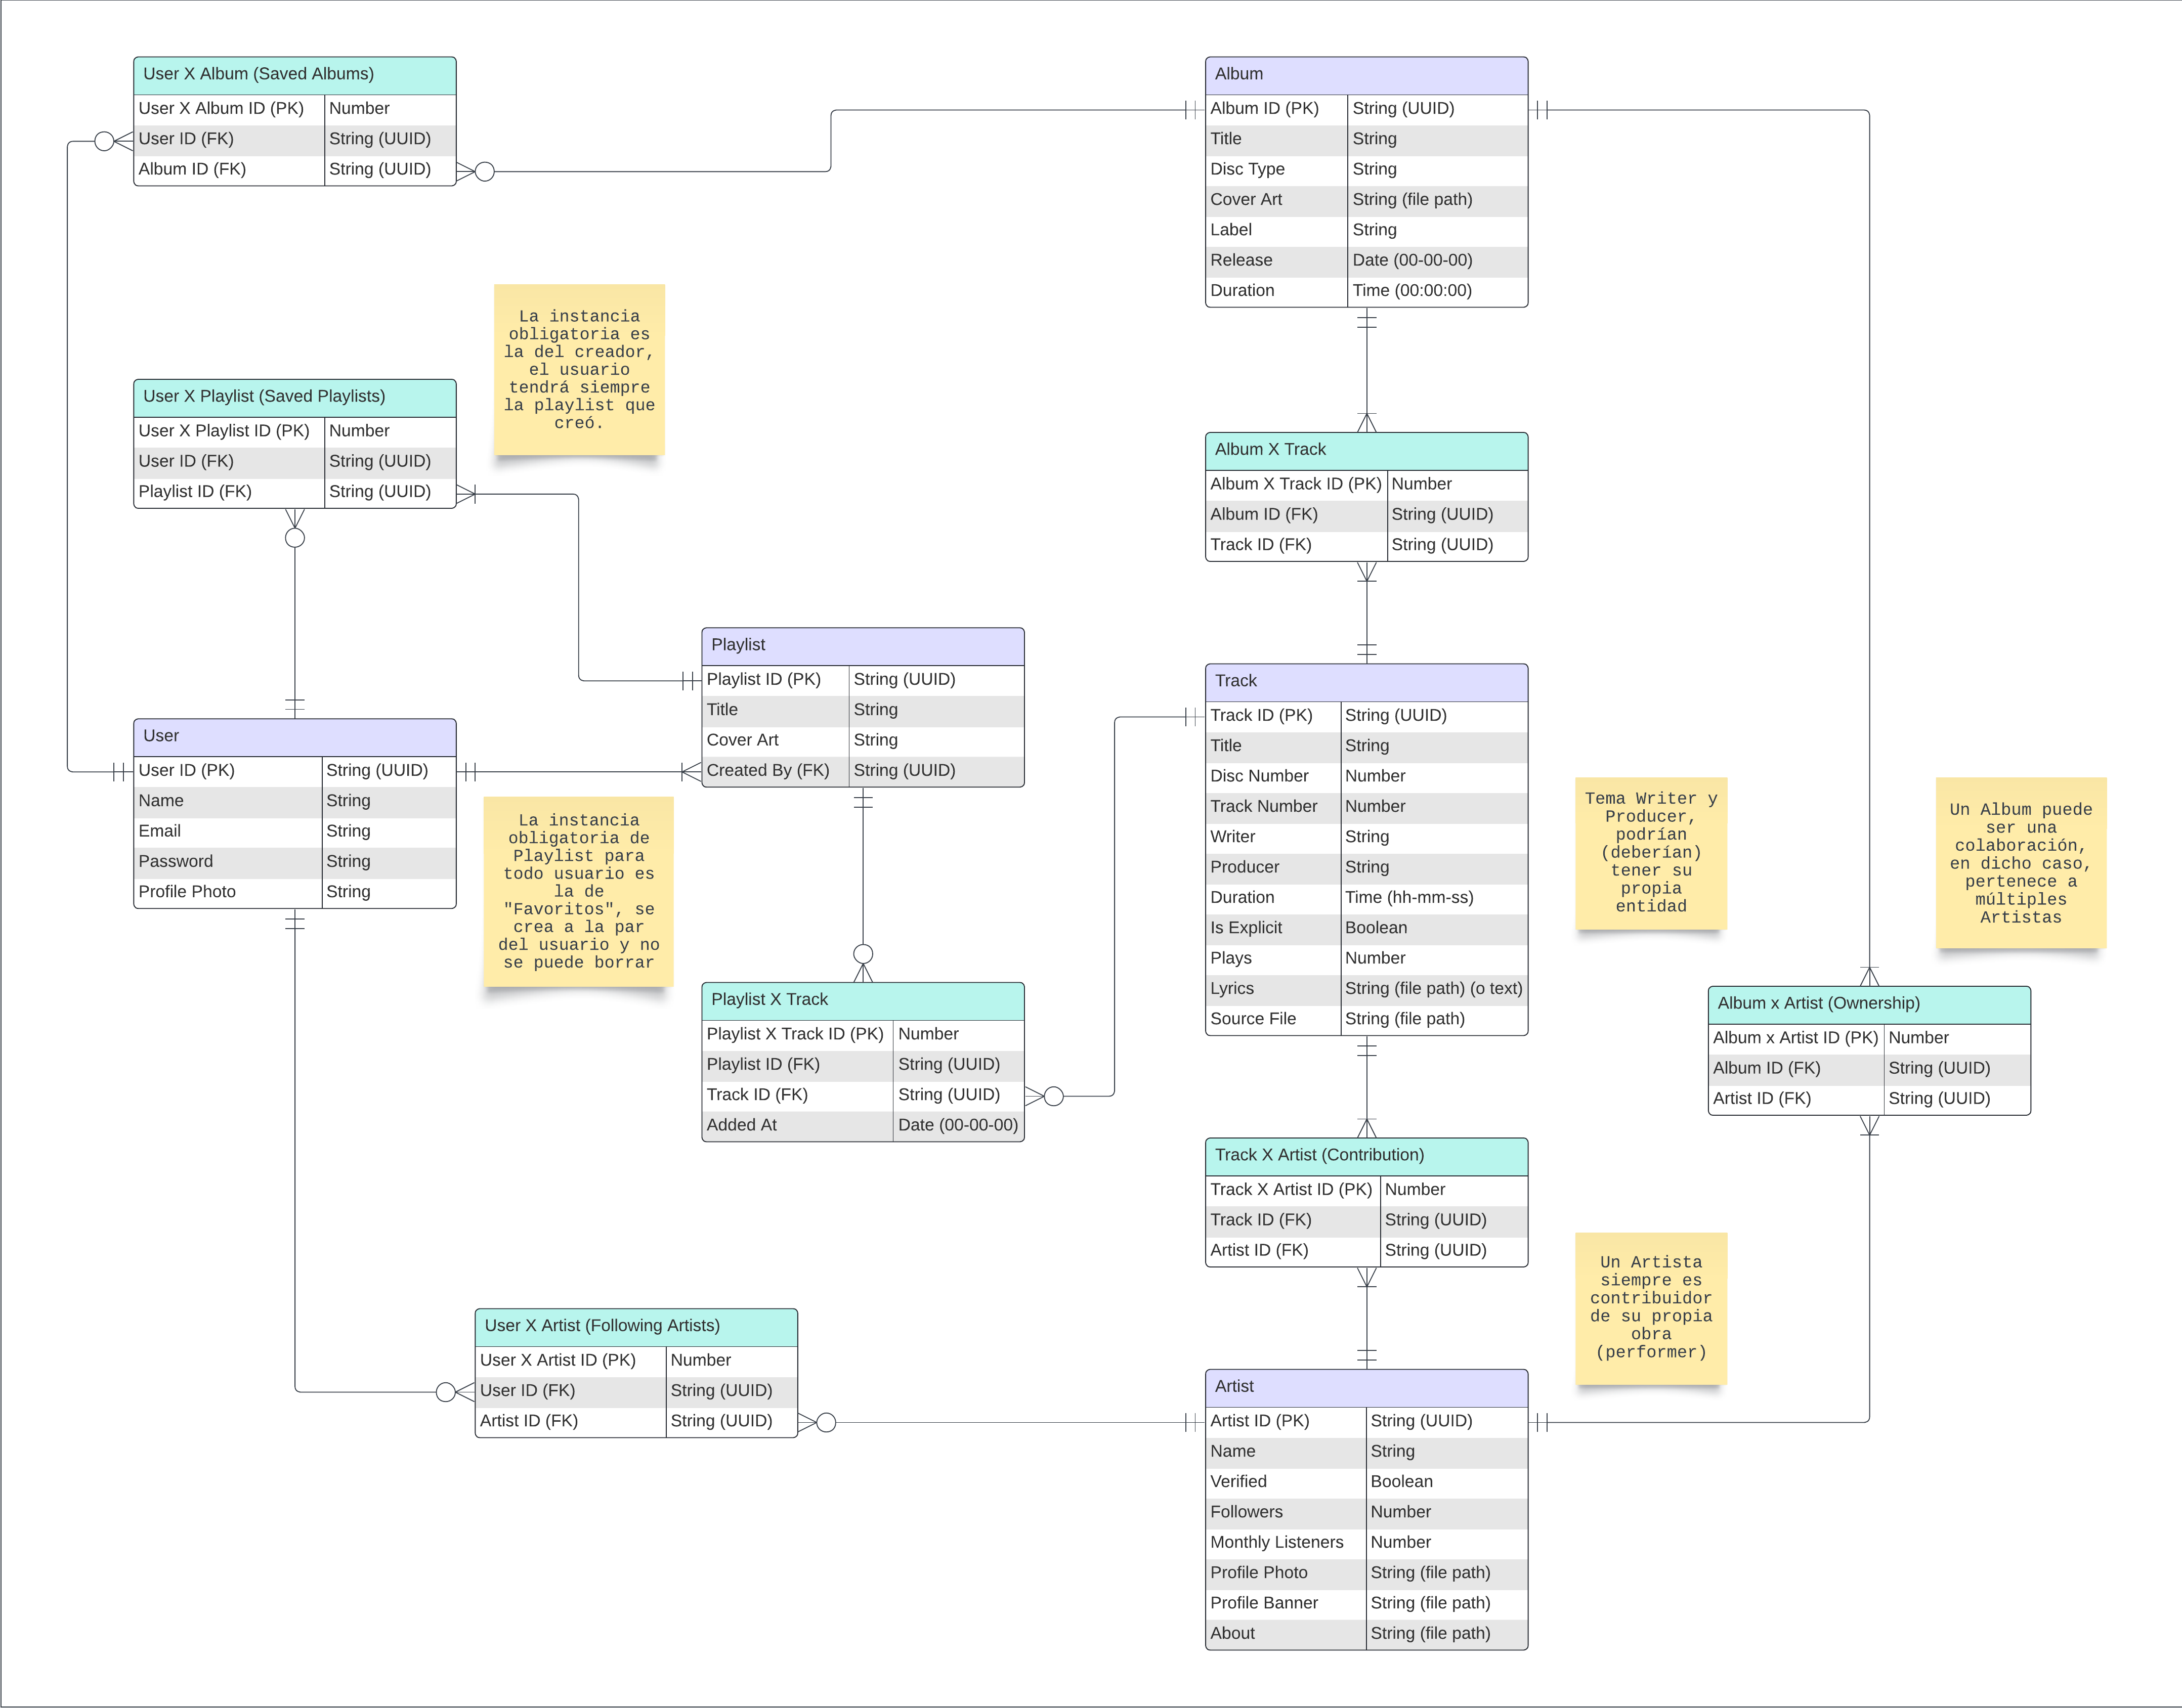 User X Album (Saved Albums)
User X Album ID (PK) Number
User ID (FK) String (UUID)
Album ID (FK) String (UUID)
Album
Album ID (PK) String (UUID)
Title String
Disc Type String
Cover Art String (file path)
Label String
Release Date (00-00-00)
Duration Time (00:00:00)
La instancia
obligatoria es
la del creador,
el usuario
tendrá siempre
la playlist que
creó.
User X Playlist (Saved Playlists)
User X Playlist ID (PK) Number
User ID (FK) String (UUID)
Playlist ID (FK) String (UUID)
Album X Track
Album X Track ID (PK) Number
Album ID (FK) String (UUID)
Track ID (FK) String (UUID)
Playlist
Playlist ID (PK) String (UUID)
Title String
Cover Art String
Created By (FK) String (UUID)
User
User ID (PK) String (UUID)
Name String
Email String
Password String
Profile Photo String
La instancia
obligatoria de
Playlist para
todo usuario es
la de
"Favoritos", se
crea a la par
del usuario y no
se puede borrar
Track
Track ID (PK) String (UUID)
Title String
Disc Number Number
Track Number Number
Writer String
Producer String
Duration Time (hh-mm-ss)
Is Explicit Boolean
Plays Number
Lyrics String (file path) (o text)
Source File String (file path)
Tema Writer y
Producer,
podrían
(deberían)
tener su
propia
entidad
Un Album puede
ser una
colaboración,
en dicho caso,
pertenece a
múltiples
Artistas
Playlist X Track
Playlist X Track ID (PK) Number
Playlist ID (FK) String (UUID)
Track ID (FK) String (UUID)
Added At Date (00-00-00)
Album x Artist (Ownership)
Album x Artist ID (PK) Number
Album ID (FK) String (UUID)
Artist ID (FK) String (UUID)
Track X Artist (Contribution)
Track X Artist ID (PK) Number
Track ID (FK) String (UUID)
Artist ID (FK) String (UUID)
Un Artista
siempre es
contribuidor
de su propia
obra
(performer)
User X Artist (Following Artists)
User X Artist ID (PK) Number
User ID (FK) String (UUID)
Artist ID (FK) String (UUID)
Artist
Artist ID (PK) String (UUID)
Name String
Verified Boolean
Followers Number
Monthly Listeners Number
Profile Photo String (file path)
Profile Banner String (file path)
About String (file path)